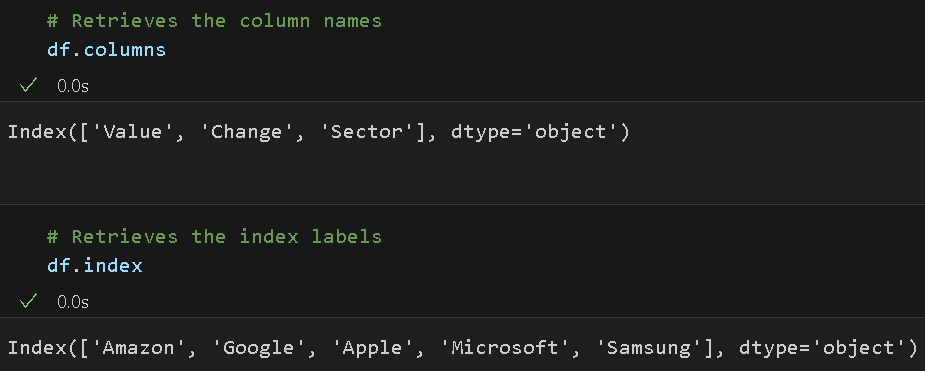 # Retrieves the column names
df.columns
0.0s
Index(['Value', 'Change', 'Sector'], dtype='object')
# Retrieves the index labels
df.index
0.0s
Index(['Amazon', 'Google', 'Apple', 'Microsoft', 'Samsung'], dtype='object')